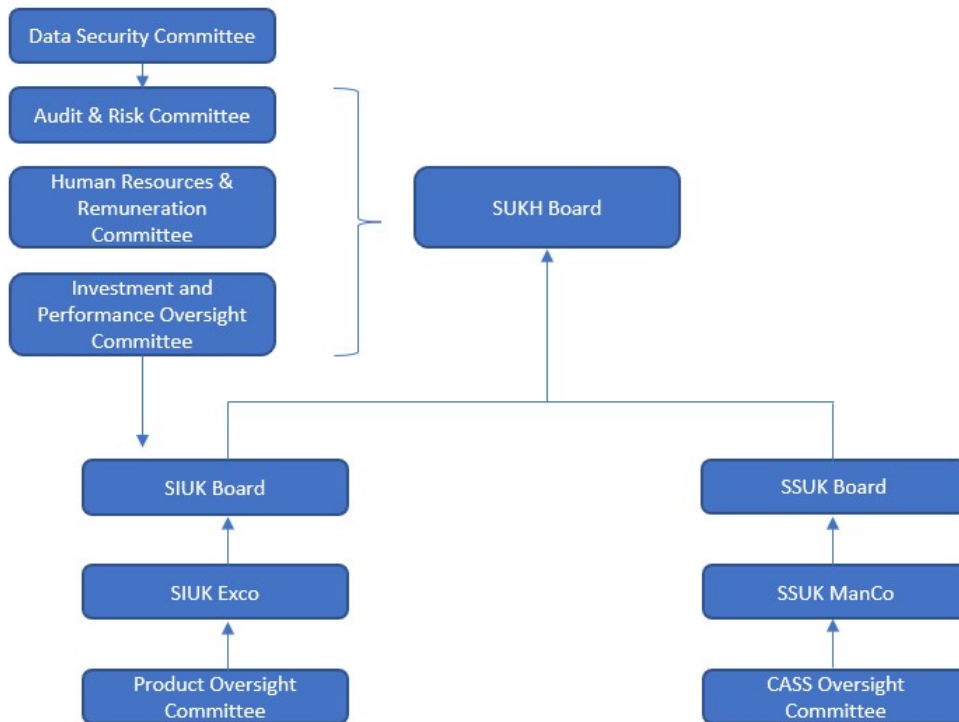 Data Security Committee
Audit & Risk Committee
Human Resources &
Remuneration
Committee
Investment and
Performance Oversight
Committee
SUKH Board
SIUK Board
SSUK Board
SIUK Exco
SSUK ManCo
Product Oversight
Committee
CASS Oversight
Committee